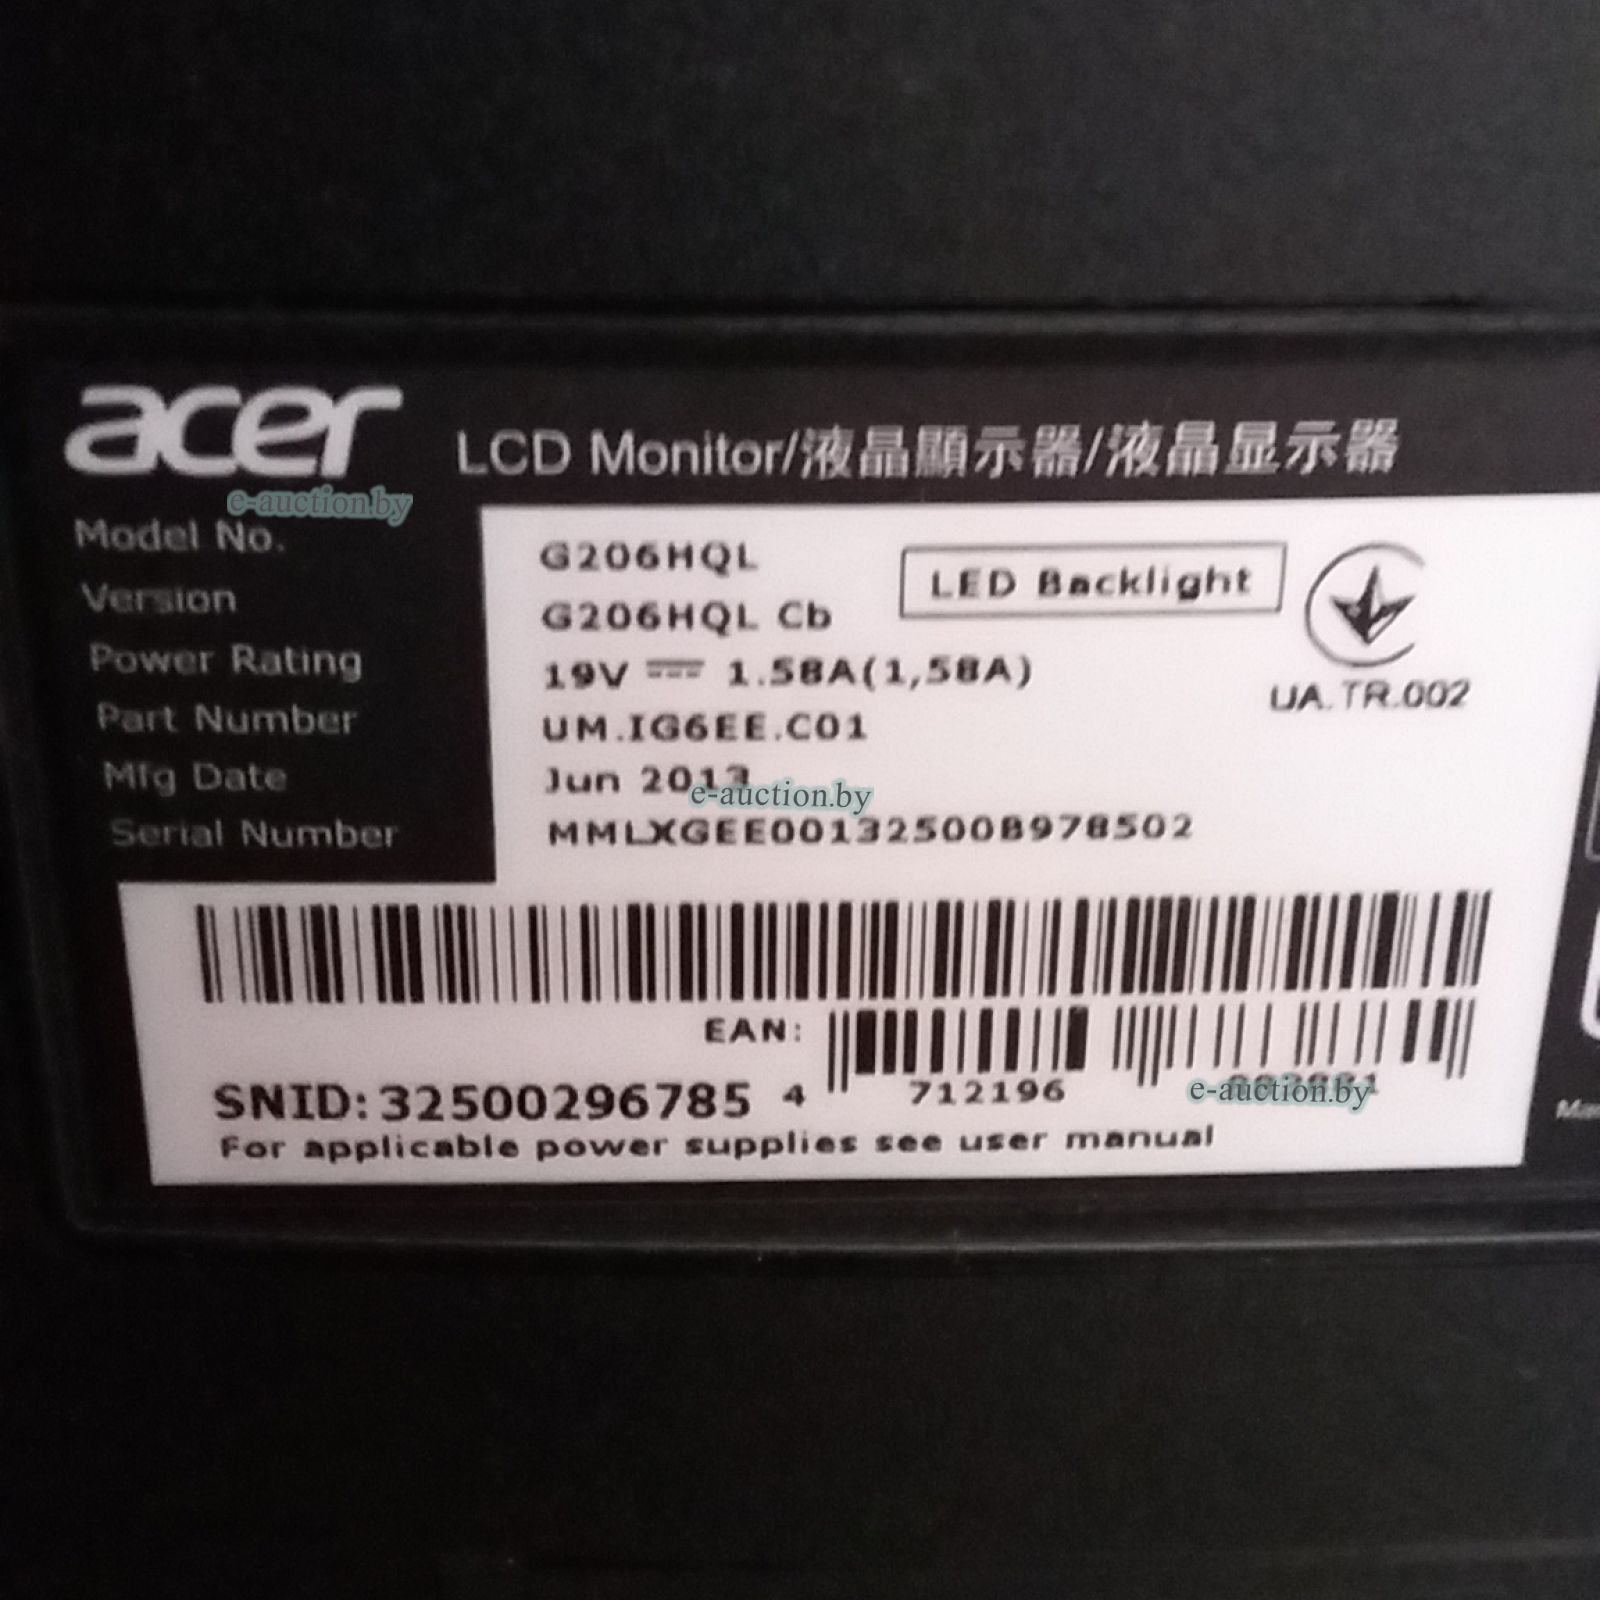 acer LCD Monitor/液晶顯示器/液晶显示器
e-auction.by
Model No. G206HQL
LED Backlight
Version G206HQL Cb
Power Rating 19V ⎓ 1.58A(1,58A)
UA.TR.002
Part Number UM.IG6EE.C01
Mfg Date Jun 2013
e-auction.by
Serial Number MMLXGEE001325008978502
EAN:
SNID:32500296785 4 712196
e-auction.by
For applicable power supplies see user manual